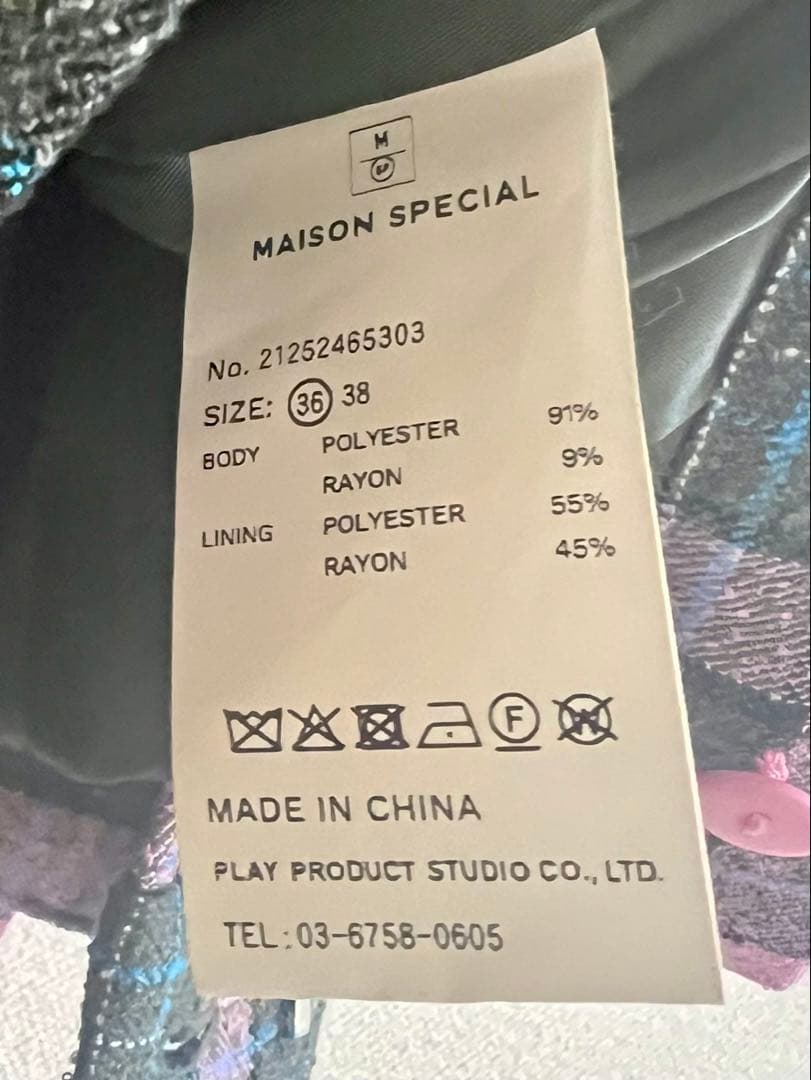 M
SP
MAISON SPECIAL
No. 21252465303
SIZE: 36 38
BODY POLYESTER 91%
RAYON 9%
LINING POLYESTER 55%
RAYON 45%
F
W
MADE IN CHINA
PLAY PRODUCT STUDIO CO., LTD.
TEL:03-6758-0605